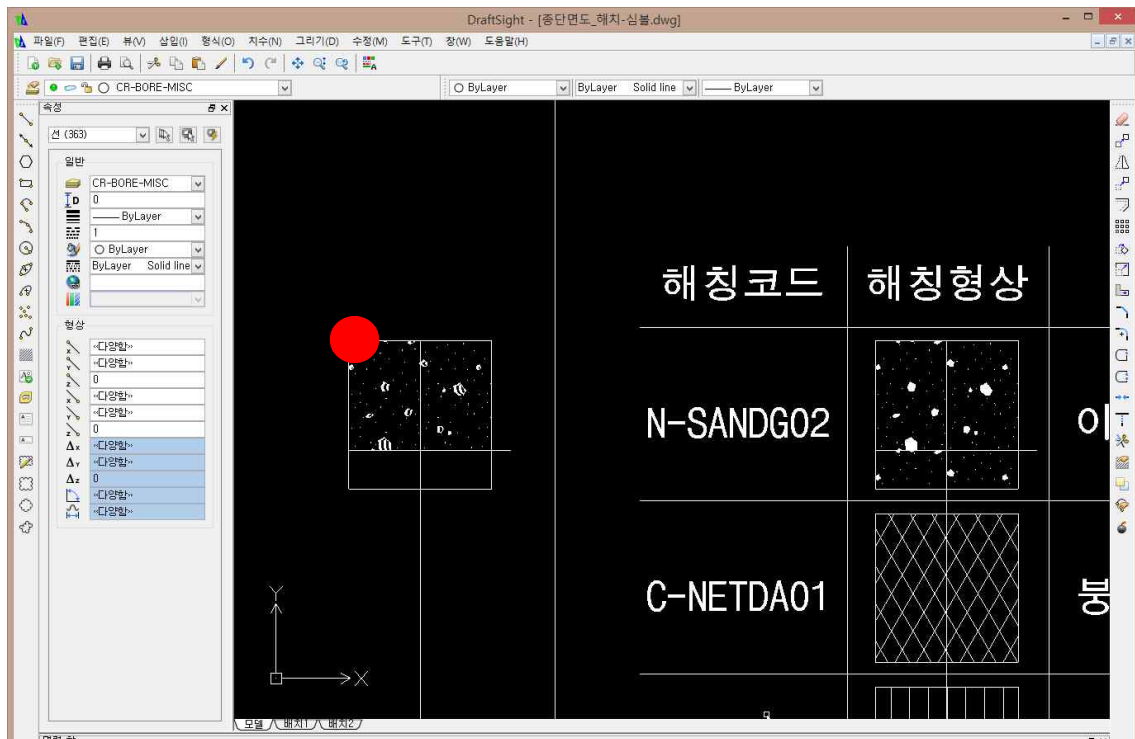 DraftSight - [종단면도_해치-심볼.dwg]
파일(F) 편집(E) 뷰(V) 삽입(I) 형식(O) 치수(N) 그리기(D) 수정(M) 도구(T) 창(W) 도움말(H)
CR-BORE-MISC ByLayer ByLayer Solid line ByLayer
속성
선 (363)
일반
CR-BORE-MISC
0
ByLayer
1
ByLayer
ByLayer Solid line
형상
«다양함»
«다양함»
0
«다양함»
«다양함»
0
«다양함»
«다양함»
0
«다양함»
«다양함»
해칭코드 해칭형상
N-SANDG02 이
C-NETDA01 붕
Y
X
모델 배치1 배치2